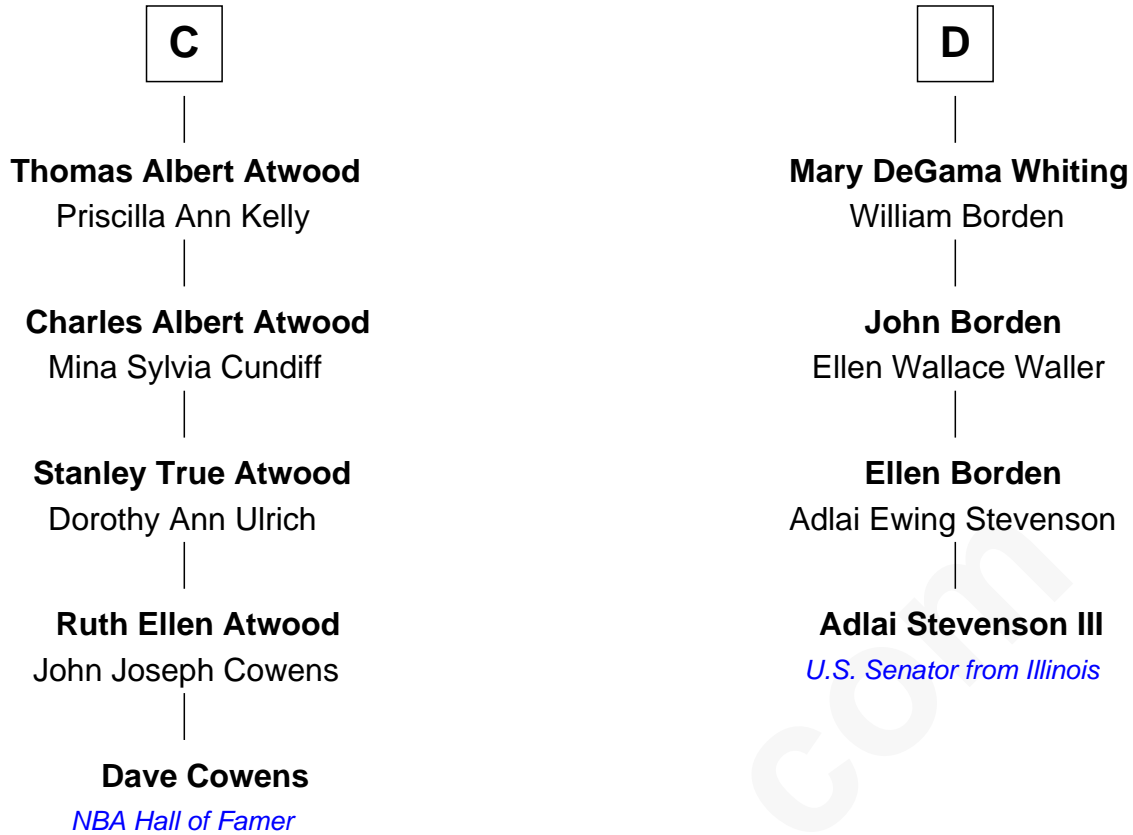 C
Thomas Albert Atwood
Priscilla Ann Kelly
Charles Albert Atwood
Mina Sylvia Cundiff
Stanley True Atwood
Dorothy Ann Ulrich
Ruth Ellen Atwood
John Joseph Cowens
Dave Cowens
NBA Hall of Famer
D
Mary DeGama Whiting
William Borden
John Borden
Ellen Wallace Waller
Ellen Borden
Adlai Ewing Stevenson
Adlai Stevenson III
U.S. Senator from Illinois
com